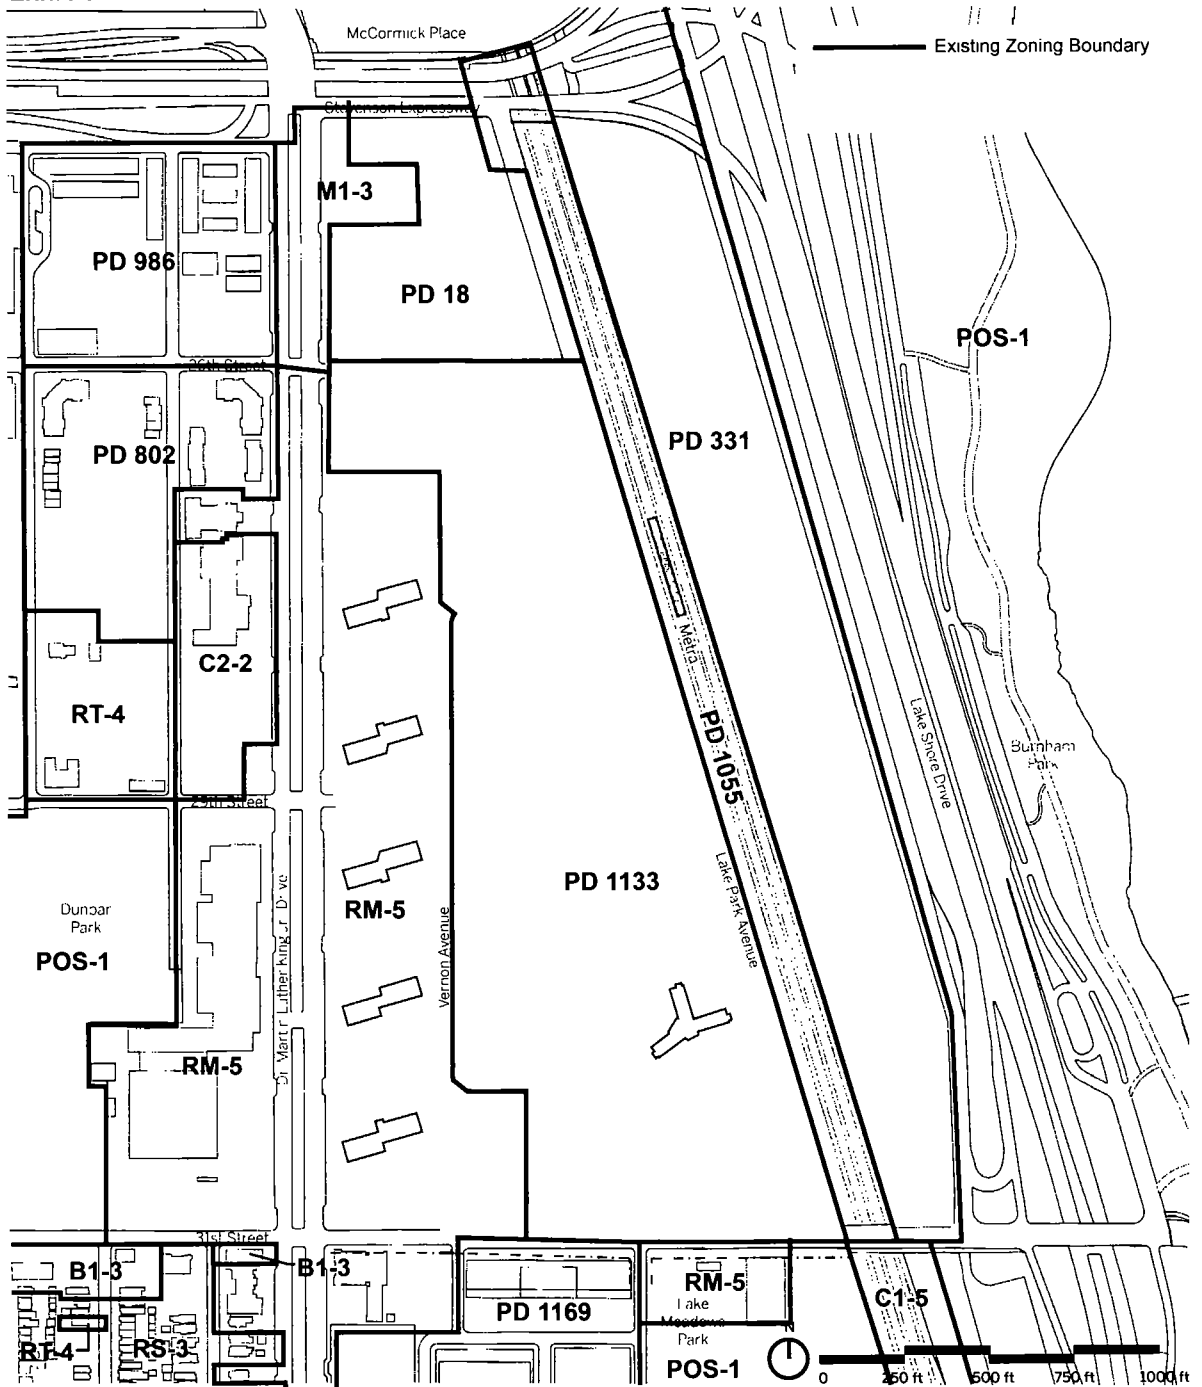 McCormick Place
Existing Zoning Boundary
Stevenson Expressway
M1-3
PD 986
PD 18
POS-1
26th Street
PD 331
PD 802
Metra
C2-2
RT-4
PD 1055
Lake Shore Drive
Burnham
Park
29th Street
PD 1133
Lake Park Avenue
Dunbar
Park
POS-1
RM-5
Vernon Avenue
Dr Martin Luther King Jr Drive
RM-5
31st Street
B1-3
B1-3
RM-5
C1-5
PD 1169
Lake
Meadows
Park
RT-4
RS-3
POS-1
N
0 250 ft 500 ft 750 ft 1000 ft